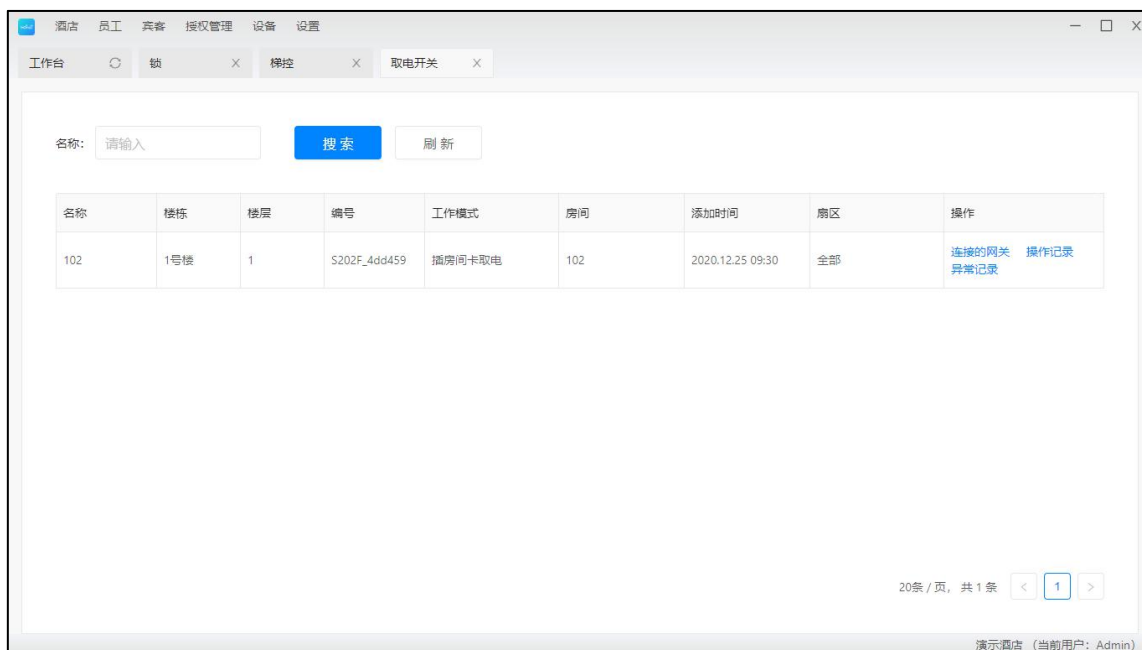 酒店 员工 宾客 授权管理 设备 设置
工作台 锁 X 梯控 X 取电开关 X
名称： 请输入 搜索 刷新
名称 楼栋 楼层 编号 工作模式 房间 添加时间 扇区 操作
102 1号楼 1 S202F_4dd459 插房间卡取电 102 2020.12.25 09:30 全部 连接的网关 操作记录
异常记录
20条 / 页, 共 1 条 < 1 >
演示酒店 （当前用户：Admin）